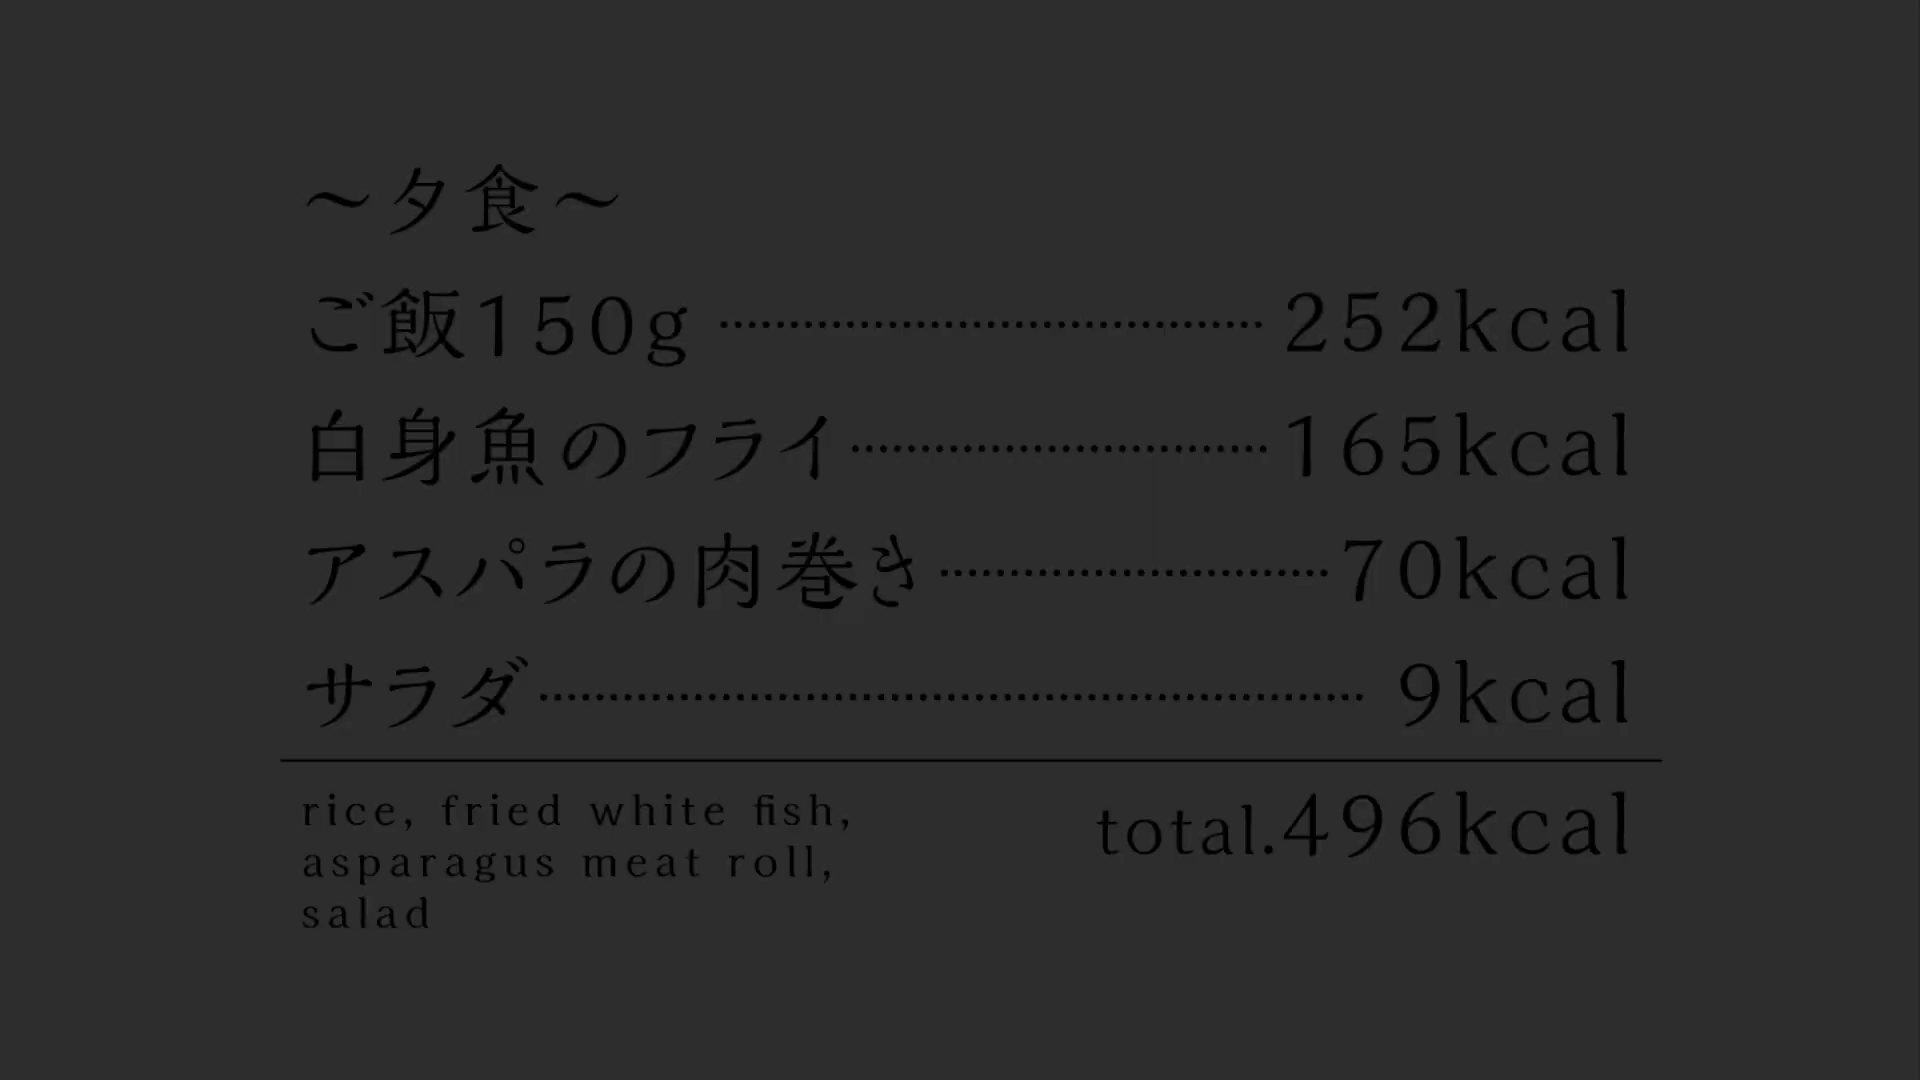 ～夕食～
ご飯150g ⋯⋯⋯⋯⋯⋯⋯⋯⋯⋯⋯⋯⋯ 252kcal
白身魚のフライ ⋯⋯⋯⋯⋯⋯⋯⋯⋯⋯ 165kcal
アスパラの肉巻き ⋯⋯⋯⋯⋯⋯⋯⋯⋯ 70kcal
サラダ ⋯⋯⋯⋯⋯⋯⋯⋯⋯⋯⋯⋯⋯⋯⋯⋯⋯⋯⋯ 9kcal
rice, fried white fish,
asparagus meat roll,
salad
total.496kcal